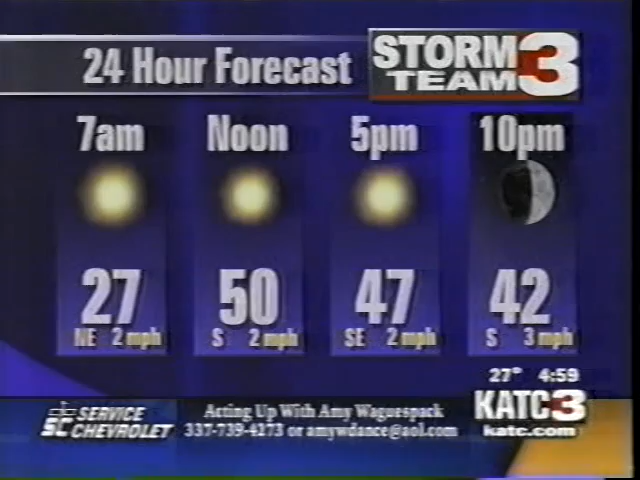 24 Hour Forecast
STORM TEAM 3
7am Noon 5pm 10pm
27 50 47 42
NE 2 mph S 2 mph SE 2 mph S 3 mph
27° 4:59
KATC3
katc.com
SC SERVICE CHEVROLET
Acting Up With Amy Waguespack
337-739-4273 or amywdance@aol.com